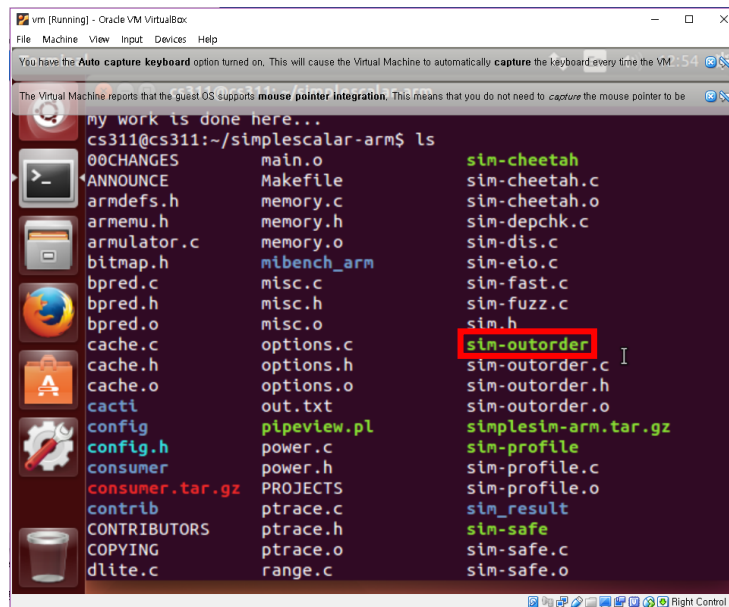 vm [Running] - Oracle VM VirtualBox
File Machine View Input Devices Help
You have the Auto capture keyboard option turned on. This will cause the Virtual Machine to automatically capture the keyboard every time the VM
The Virtual Machine reports that the guest OS supports mouse pointer integration. This means that you do not need to capture the mouse pointer to be
my work is done here...
cs311@cs311:~/simplescalar-arm$ ls
00CHANGES main.o sim-cheetah
ANNOUNCE Makefile sim-cheetah.c
armdefs.h memory.c sim-cheetah.o
armemu.h memory.h sim-depchk.c
armulator.c memory.o sim-dis.c
bitmap.h mibench_arm sim-eio.c
bpred.c misc.c sim-fast.c
bpred.h misc.h sim-fuzz.c
bpred.o misc.o sim.h
cache.c options.c sim-outorder
cache.h options.h sim-outorder.c
cache.o options.o sim-outorder.h
cacti out.txt sim-outorder.o
config pipeview.pl simplesim-arm.tar.gz
config.h power.c sim-profile
consumer power.h sim-profile.c
consumer.tar.gz PROJECTS sim-profile.o
contrib ptrace.c sim_result
CONTRIBUTORS ptrace.h sim-safe
COPYING ptrace.o sim-safe.c
dlite.c range.c sim-safe.o
Right Control